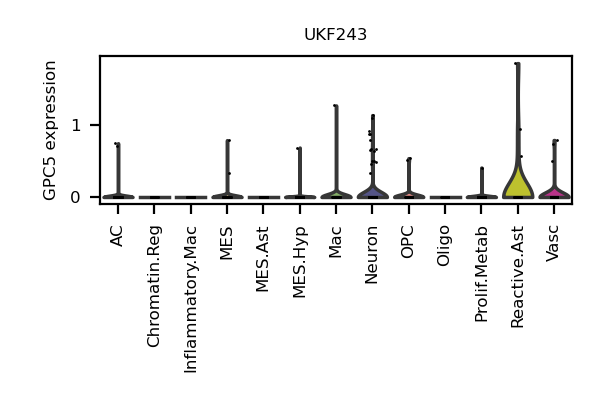 UKF243
GPC5 expression
1
0
AC
Chromatin.Reg
Inflammatory.Mac
MES
MES.Ast
MES.Hyp
Mac
Neuron
OPC
Oligo
Prolif.Metab
Reactive.Ast
Vasc